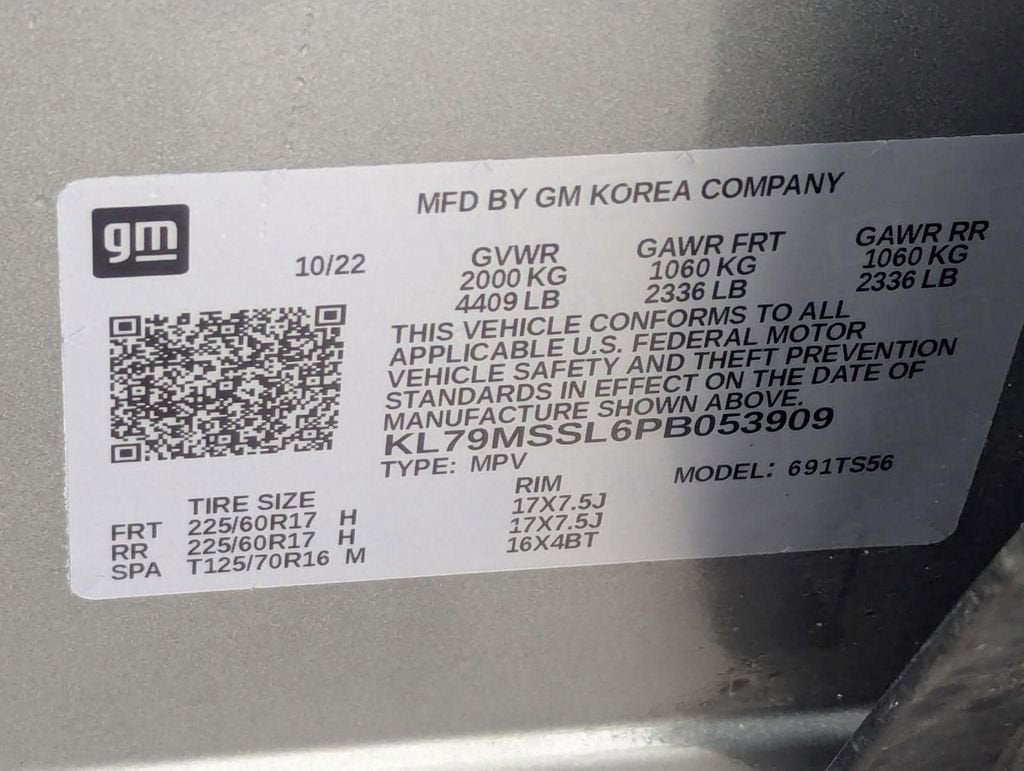 gm
MFD BY GM KOREA COMPANY
10/22 GVWR GAWR FRT GAWR RR
2000 KG 1060 KG 1060 KG
4409 LB 2336 LB 2336 LB
THIS VEHICLE CONFORMS TO ALL
APPLICABLE U.S. FEDERAL MOTOR
VEHICLE SAFETY AND THEFT PREVENTION
STANDARDS IN EFFECT ON THE DATE OF
MANUFACTURE SHOWN ABOVE.
KL79MSSL6PB053909
TYPE: MPV MODEL: 691TS56
TIRE SIZE RIM
FRT 225/60R17 H 17X7.5J
RR 225/60R17 H 17X7.5J
SPA T125/70R16 M 16X4BT